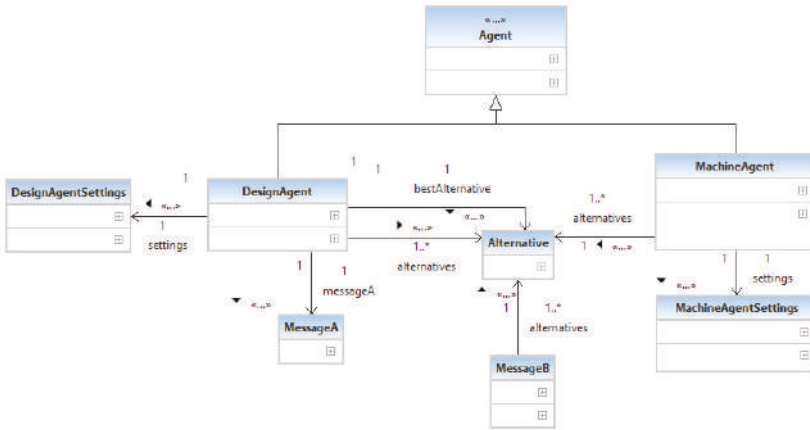 «...»
Agent
1
1
1
1
1
MachineAgent
DesignAgentSettings
DesignAgent
bestAlternative
1..*
«...»
«...»
«...»
alternatives
1
1..*
Alternative
1
«...»
settings
1
1
alternatives
1
1
messageA
«...»
settings
«...»
«...»
1
1..*
MachineAgentSettings
MessageA
alternatives
MessageB